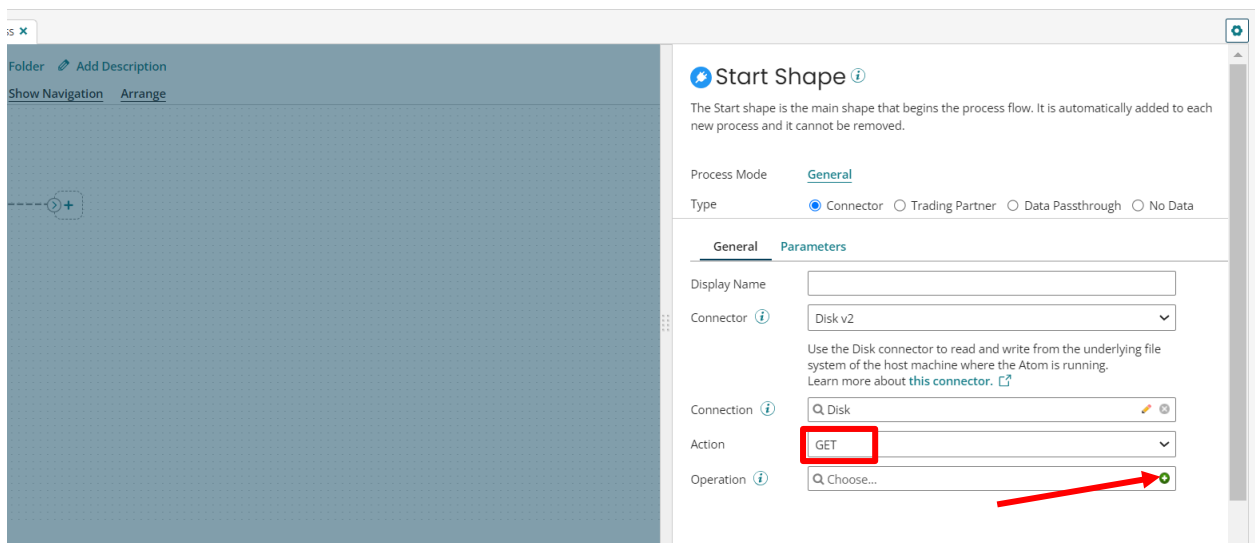 ss ×
Folder Add Description
Show Navigation Arrange
Start Shape i
The Start shape is the main shape that begins the process flow. It is automatically added to each
new process and it cannot be removed.
Process Mode General
Type Connector Trading Partner Data Passthrough No Data
General Parameters
Display Name
Connector i Disk v2
Use the Disk connector to read and write from the underlying file
system of the host machine where the Atom is running.
Learn more about this connector.
Connection i Disk
Action GET
Operation i Choose...